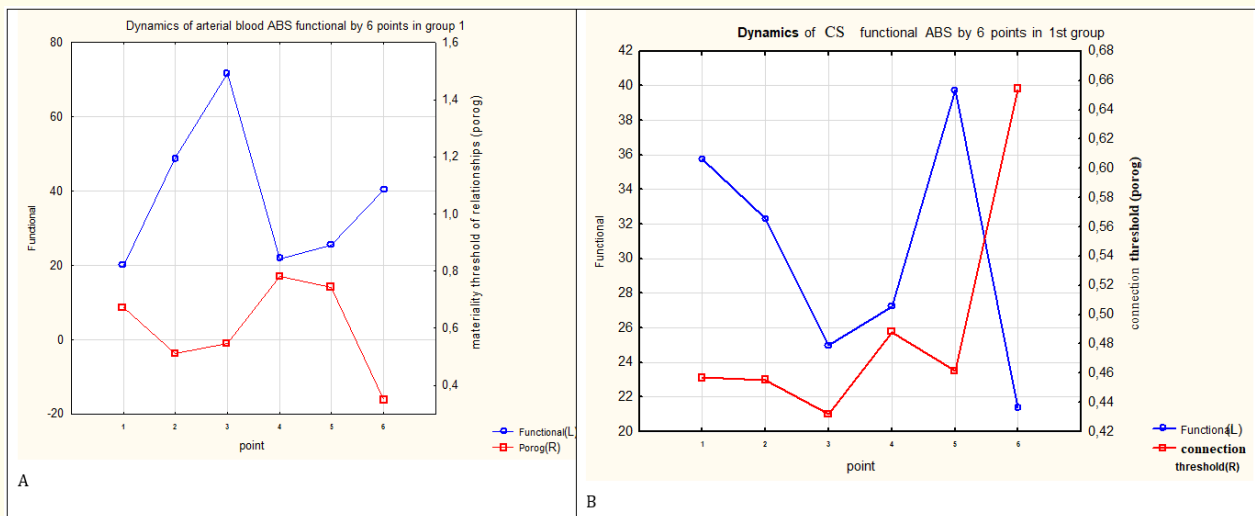 Dynamics of arterial blood ABS functional by 6 points in group 1
80
60
40
20
0
-20
Functional
1,6
1,4
1,2
1,0
0,8
0,6
0,4
materiality threshold of relationships (porog)
1 2 3 4 5 6
point
Functional(L)
Porog(R)
A
Dynamics of CS functional ABS by 6 points in 1st group
42
40
38
36
34
32
30
28
26
24
22
20
Functional
0,68
0,66
0,64
0,62
0,60
0,58
0,56
0,54
0,52
0,50
0,48
0,46
0,44
0,42
connection threshold (porog)
1 2 3 4 5 6
point
Functional(L)
connection
threshold(R)
B